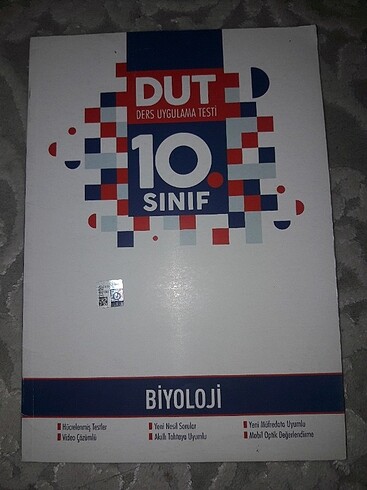 DUT
DERS UYGULAMA TESTİ
10.
SINIF
BİYOLOJİ
Hücrelenmiş Testler
Video Çözümlü
Yeni Nesil Sorular
Akıllı Tahtaya Uyumlu
Yeni Müfredata Uyumlu
Mobil Optik Değerlendirme